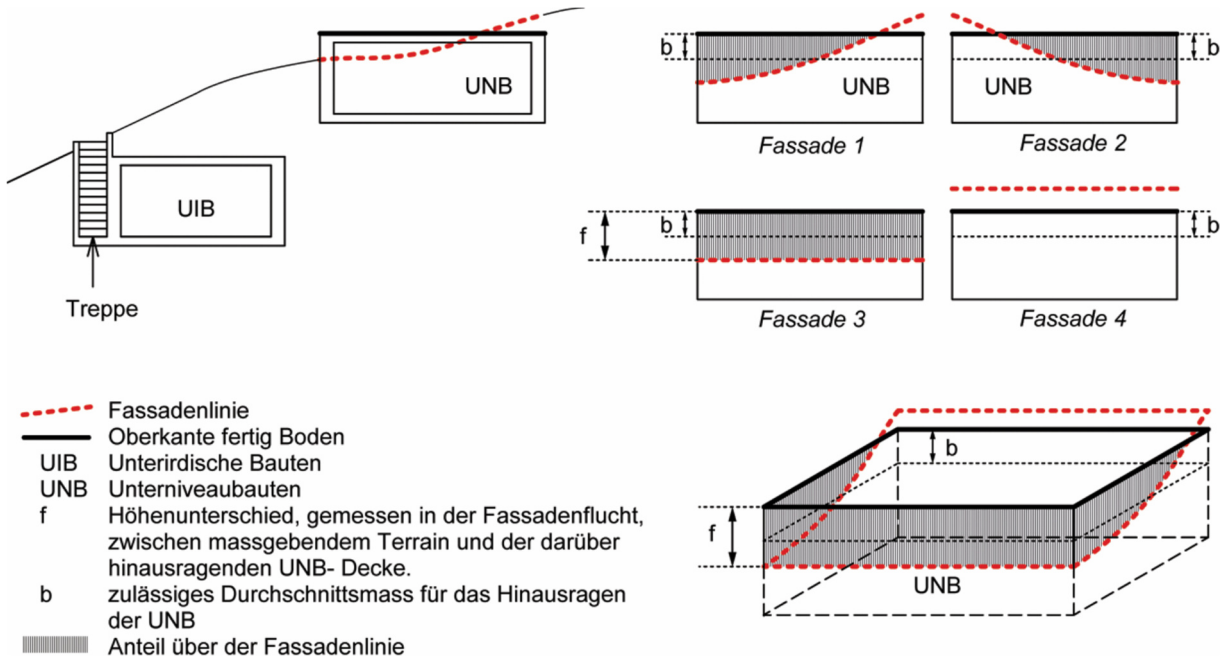 UNB
UIB
Treppe
b
UNB
Fassade 1
UNB
b
Fassade 2
f
b
Fassade 3
b
Fassade 4
Fassadenlinie
Oberkante fertig Boden
UIB Unterirdische Bauten
UNB Unterniveaubauten
f Höhenunterschied, gemessen in der Fassadenflucht,
zwischen massgebendem Terrain und der darüber
hinausragenden UNB- Decke.
b zulässiges Durchschnittsmass für das Hinausragen
der UNB
Anteil über der Fassadenlinie
b
f
UNB